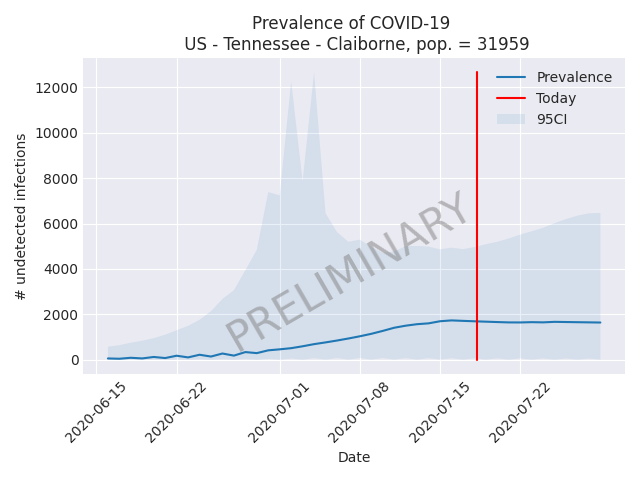 Prevalence of COVID-19
US - Tennessee - Claiborne, pop. = 31959
Prevalence
Today
95CI
12000
10000
8000
6000
4000
2000
0
# undetected infections
PRELIMINARY
2020-06-15
2020-06-22
2020-07-01
2020-07-08
2020-07-15
2020-07-22
Date